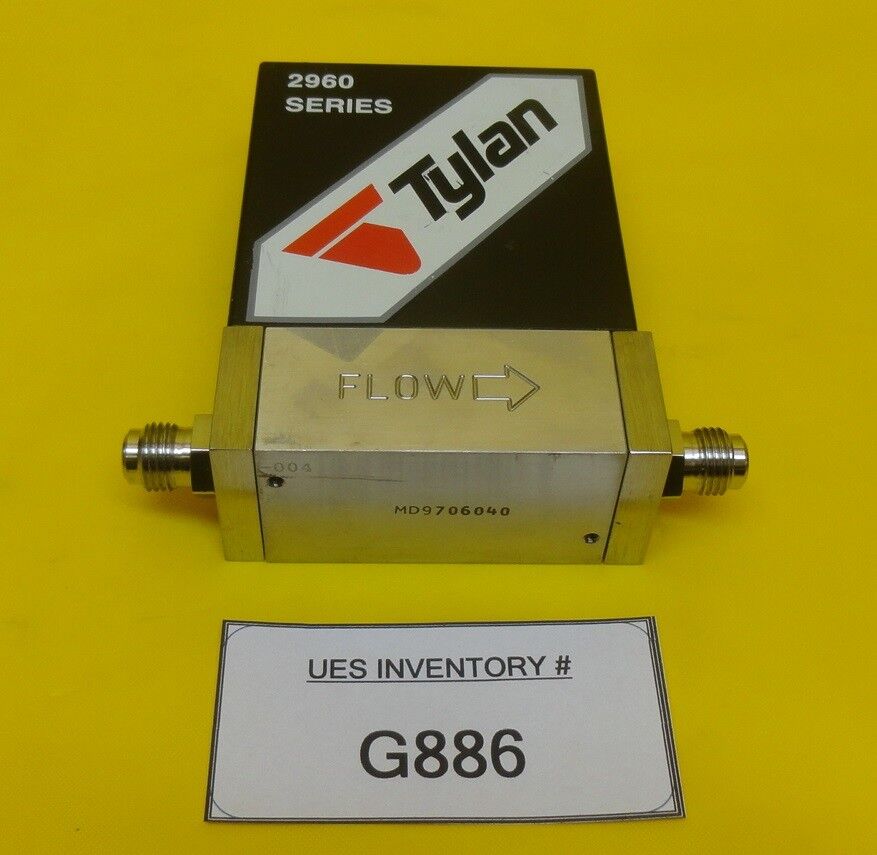 2960
SERIES
Tylan
FLOW
-004
MD9706040
UES INVENTORY #
G886